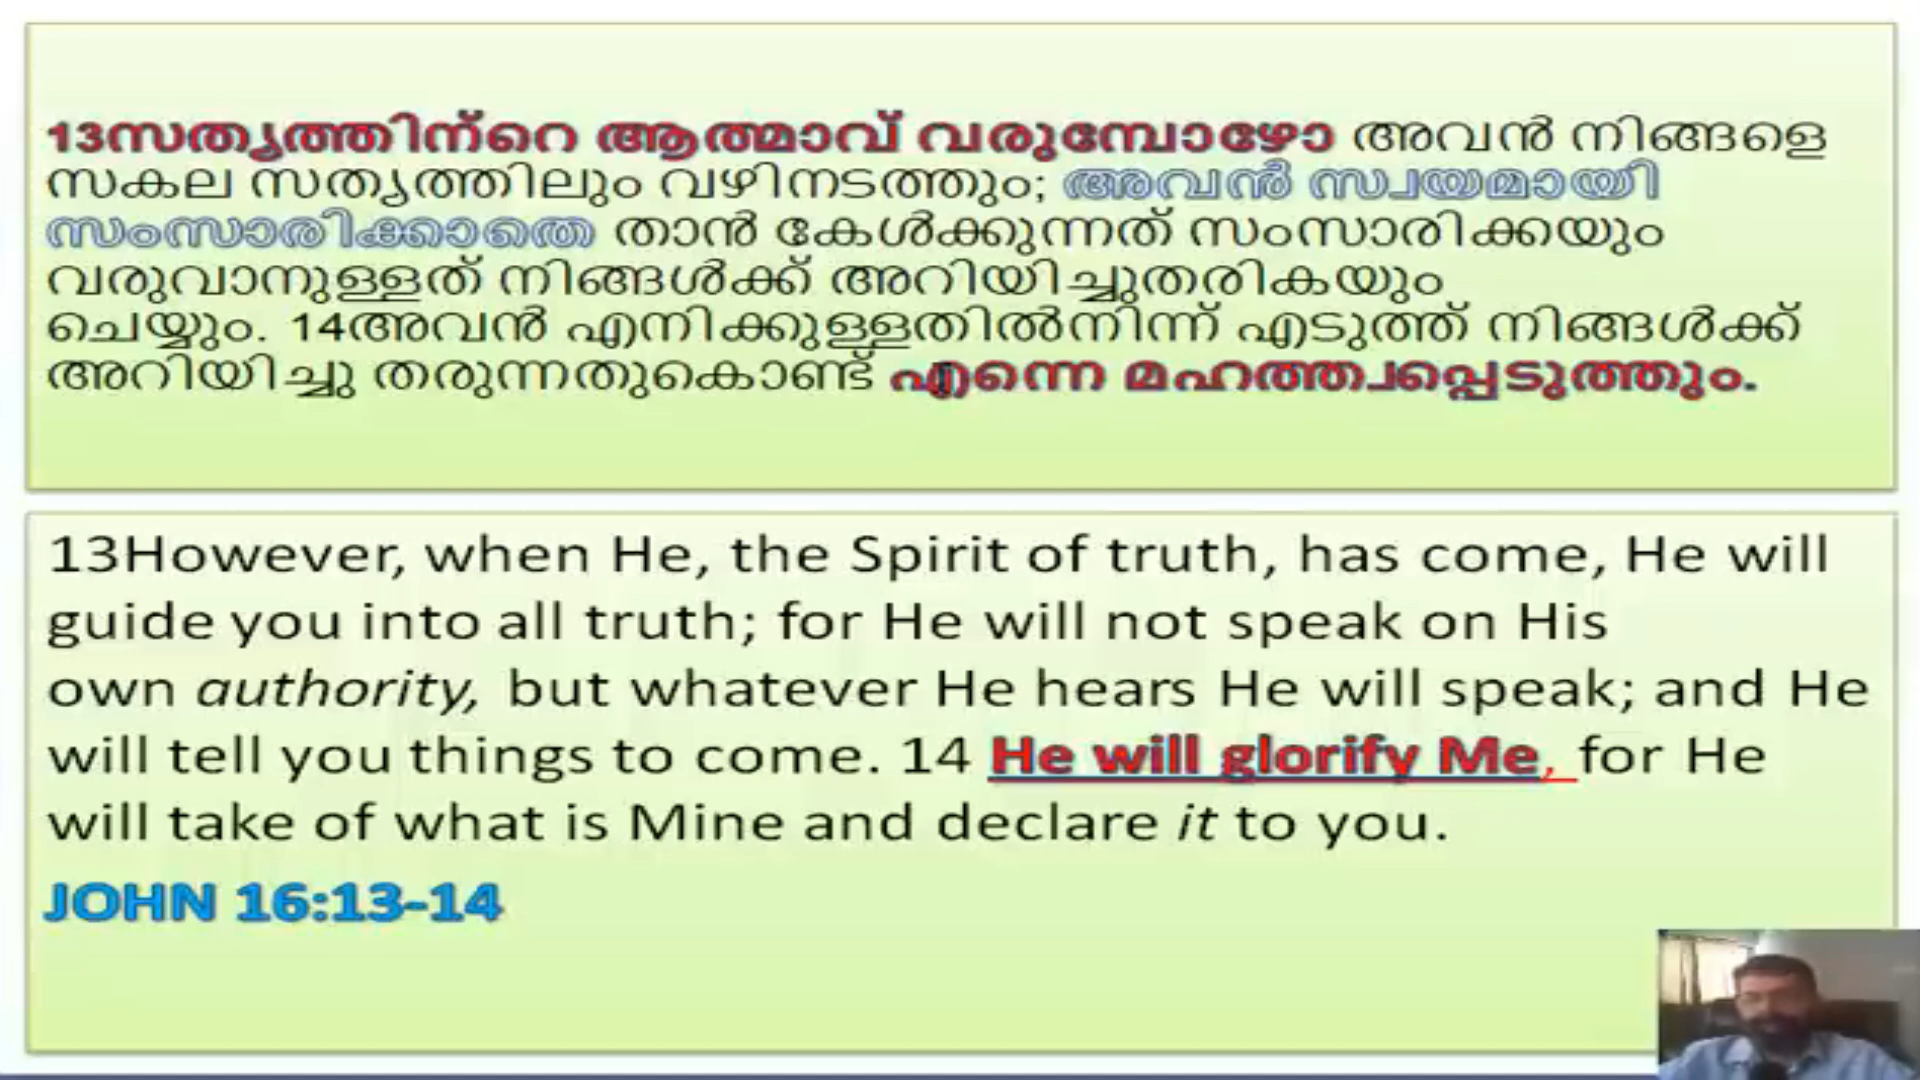 13സത്യത്തിന്റെ ആത്മാവ് വരുമ്പോഴോ അവൻ നിങ്ങളെ
സകല സത്യത്തിലും വഴിനടത്തും; അവൻ സ്വയമായി
സംസാരിക്കാതെ താൻ കേൾക്കുന്നത് സംസാരിക്കയും
വരുവാനുള്ളത് നിങ്ങൾക്ക് അറിയിച്ചുതരികയും
ചെയ്യും. 14അവൻ എനിക്കുള്ളതിൽനിന്ന് എടുത്ത് നിങ്ങൾക്ക്
അറിയിച്ചു തരുന്നതുകൊണ്ട് എന്നെ മഹത്ത്വപ്പെടുത്തും.
13However, when He, the Spirit of truth, has come, He will
guide you into all truth; for He will not speak on His
own authority, but whatever He hears He will speak; and He
will tell you things to come. 14 He will glorify Me, for He
will take of what is Mine and declare it to you.
JOHN 16:13-14